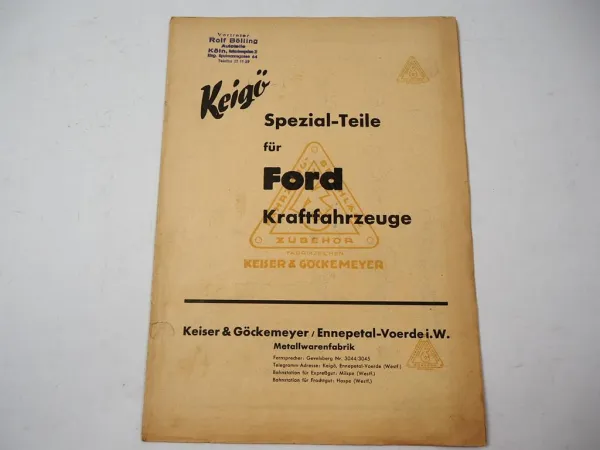 Vertreter
Rolf Bölling
Autoteile
Köln,
Keigö
Spezial-Teile
für
Ford
Kraftfahrzeuge
ZUBEHÖR
KEISER & GÖCKEMEYER
Keiser & Göckemeyer / Ennepetal-Voerde i. W.
Metallwarenfabrik
Fernsprecher: Gevelsberg Nr. 3044/3045
Telegramm-Adresse: Keigö, Ennepetal-Voerde (Westf.)
Bahnstation für Expreßgut: Milspe (Westf.)
Bahnstation für Frachtgut: Haspe (Westf.)